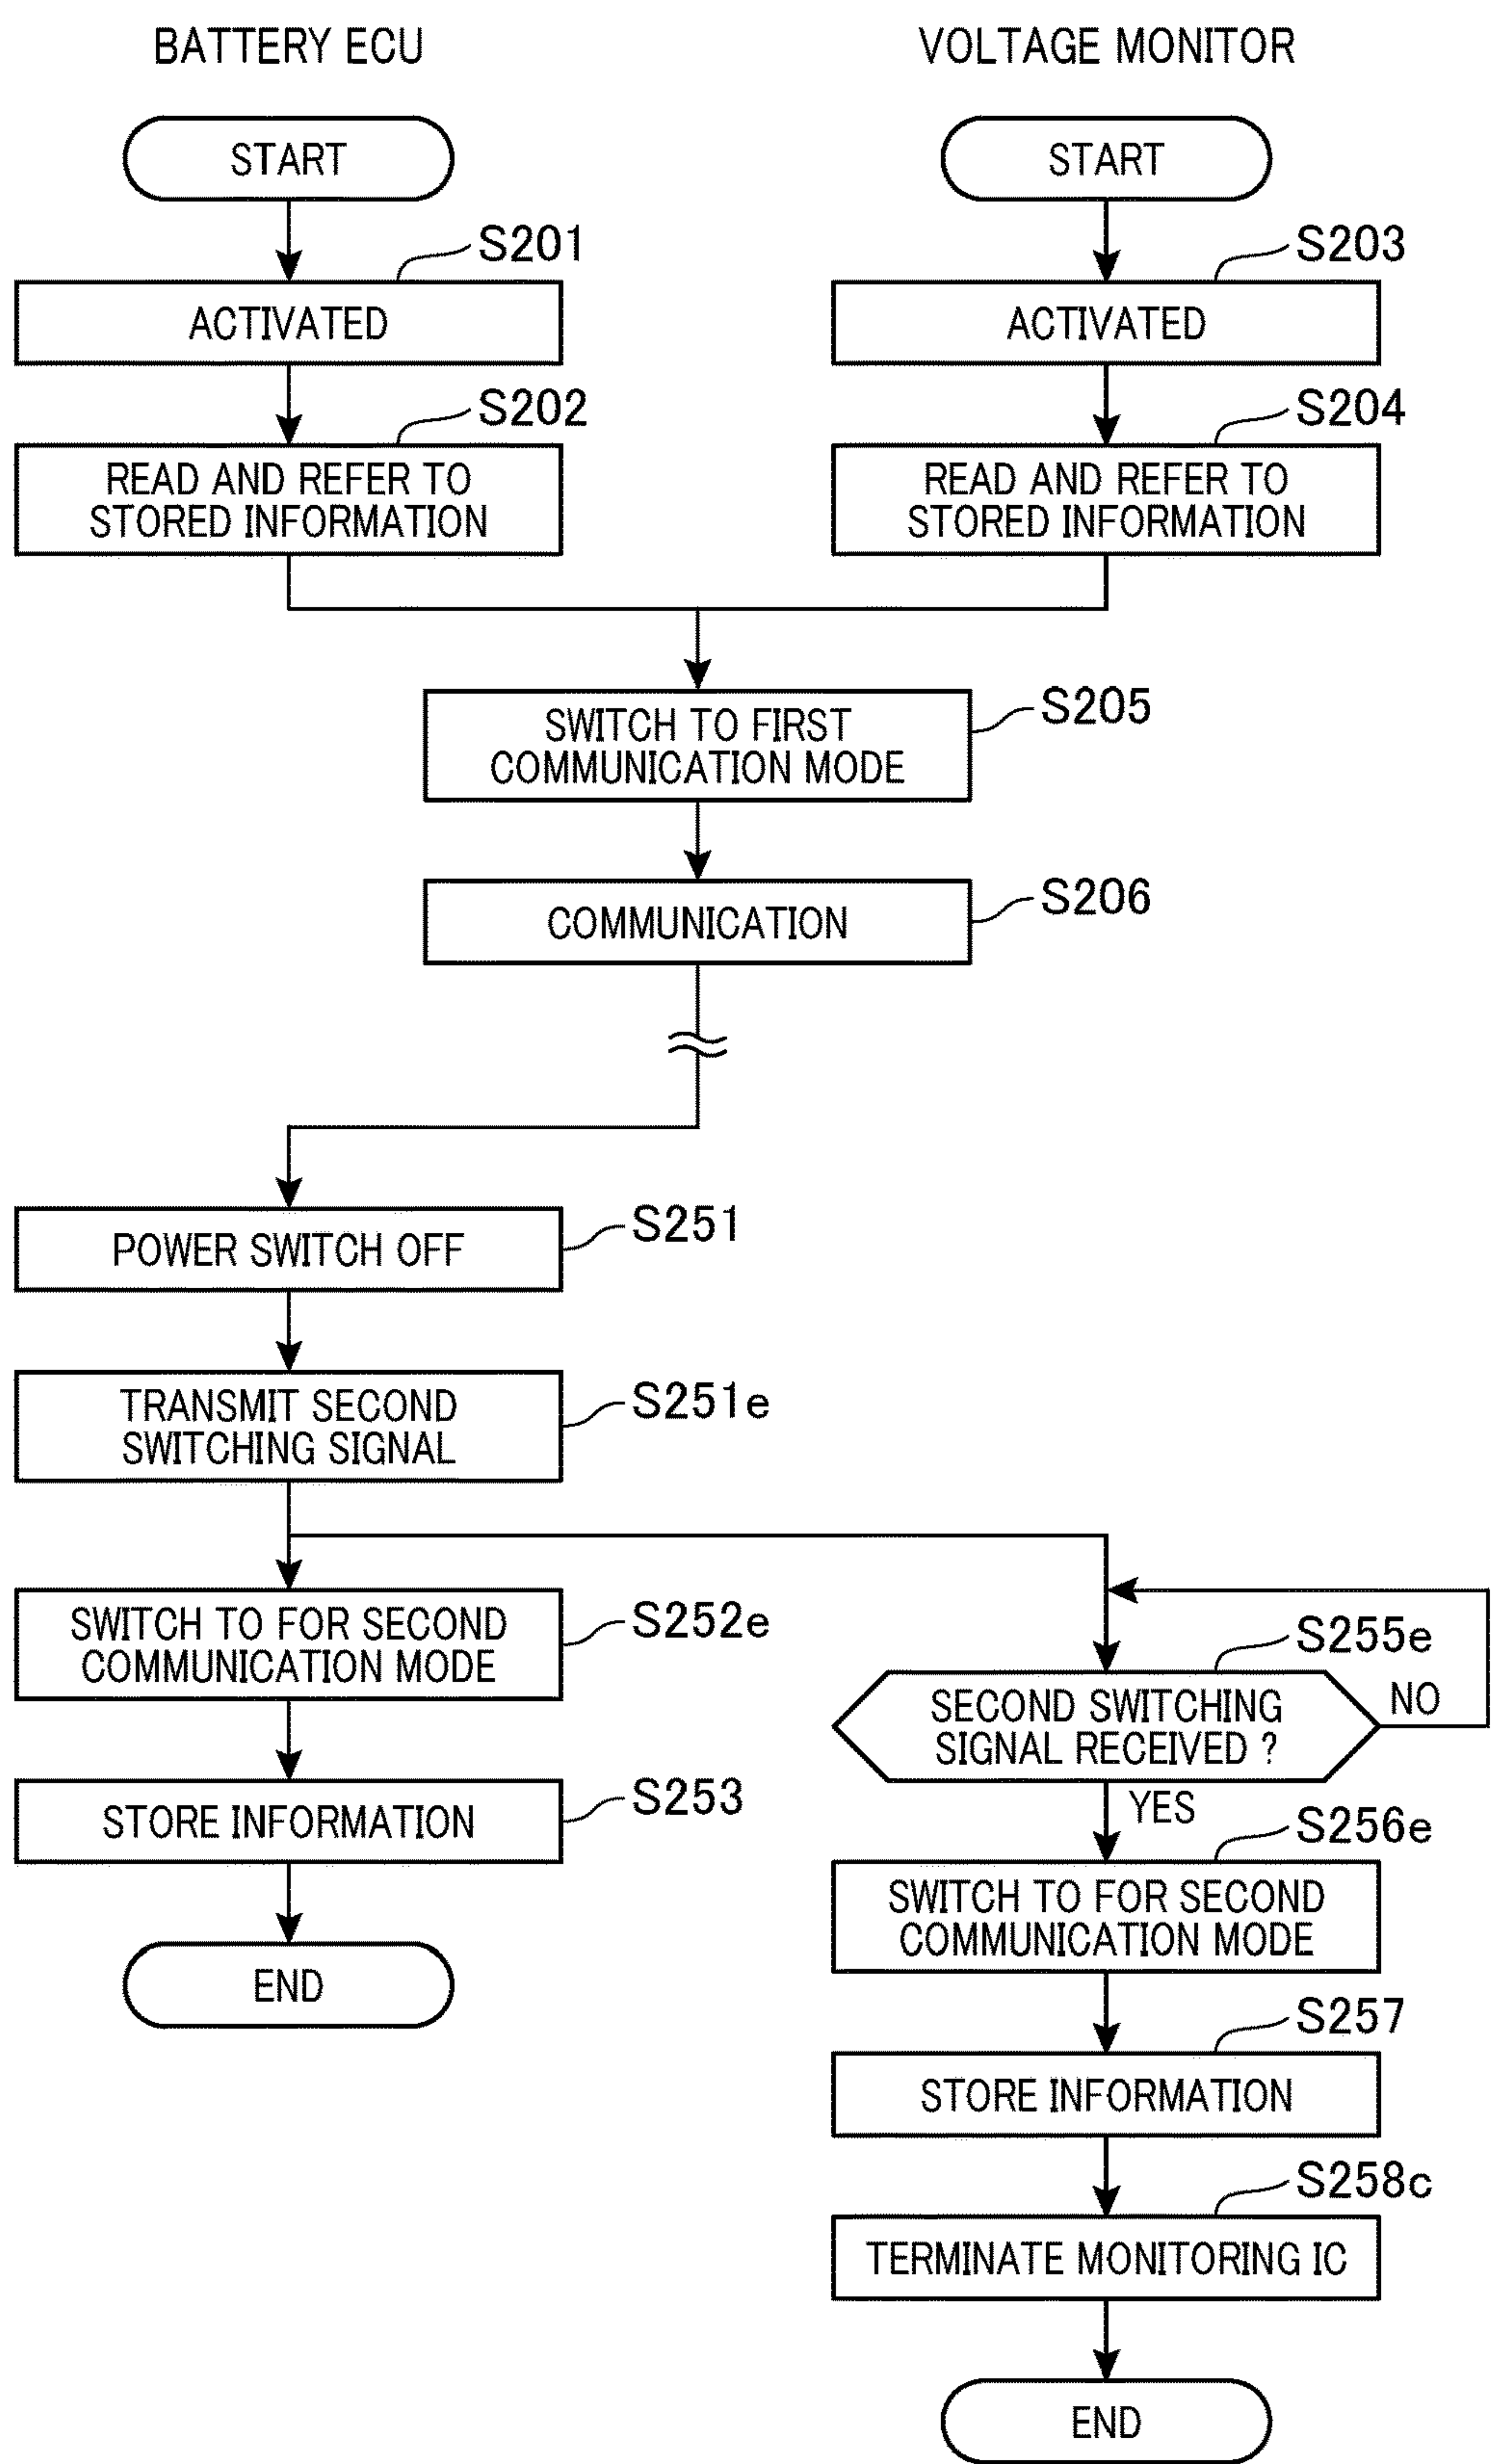 BATTERY ECU
VOLTAGE MONITOR
START
START
S201
S203
ACTIVATED
ACTIVATED
S202
S204
READ AND REFER TO
STORED INFORMATION
READ AND REFER TO
STORED INFORMATION
S205
SWITCH TO FIRST
COMMUNICATION MODE
S206
COMMUNICATION
S251
POWER SWITCH OFF
S251e
TRANSMIT SECOND
SWITCHING SIGNAL
S252e
SWITCH TO FOR SECOND
COMMUNICATION MODE
S255e
SECOND SWITCHING
SIGNAL RECEIVED ?
NO
YES
S253
STORE INFORMATION
S256e
SWITCH TO FOR SECOND
COMMUNICATION MODE
END
S257
STORE INFORMATION
S258c
TERMINATE MONITORING IC
END